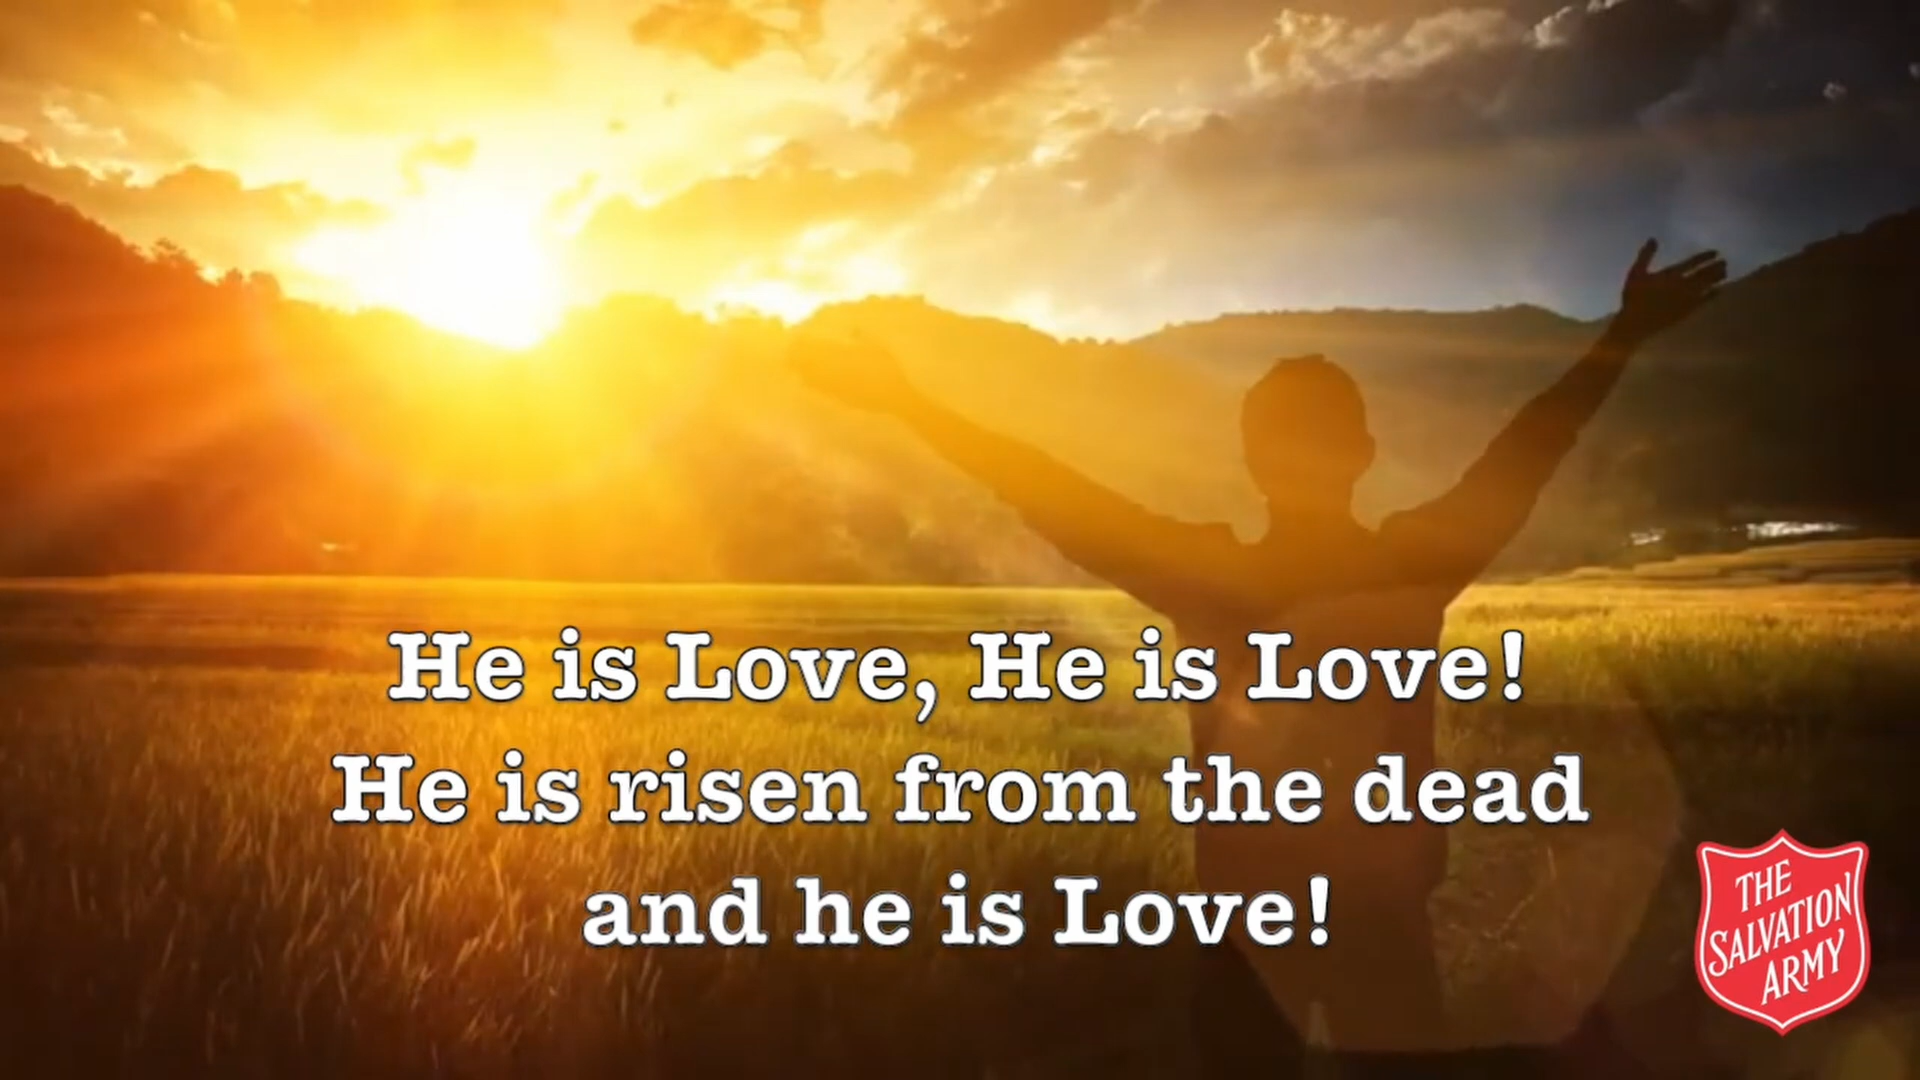 He is Love, He is Love!
He is risen from the dead
and he is Love!
THE
SALVATION
ARMY